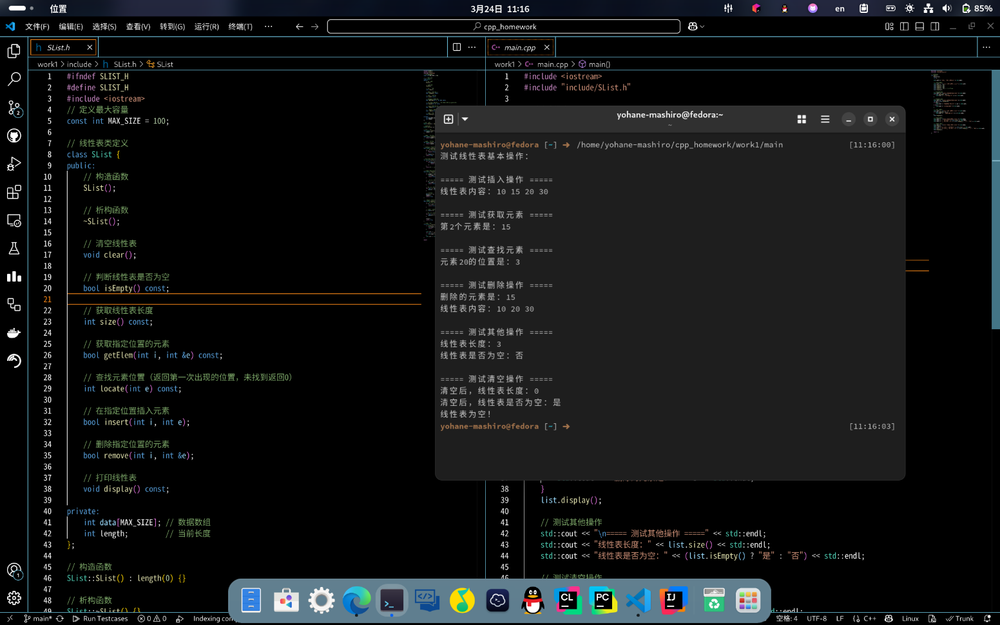 位置
3月24日 11:16
en
85%
文件(F) 编辑(E) 选择(S) 查看(V) 转到(G) 运行(R) 终端(T) ···
cpp_homework
SList.h
work1 > include > h SList.h > SList
1 #ifndef SLIST_H
2 #define SLIST_H
3 #include <iostream>
4 // 定义最大容量
5 const int MAX_SIZE = 100;
6
7 // 线性表类定义
8 class SList {
9 public:
10 // 构造函数
11 SList();
12
13 // 析构函数
14 ~SList();
15
16 // 清空线性表
17 void clear();
18
19 // 判断线性表是否为空
20 bool isEmpty() const;
21
22 // 获取线性表长度
23 int size() const;
24
25 // 获取指定位置的元素
26 bool getElem(int i, int &e) const;
27
28 // 查找元素位置（返回第一次出现的位置，未找到返回0）
29 int locate(int e) const;
30
31 // 在指定位置插入元素
32 bool insert(int i, int e);
33
34 // 删除指定位置的元素
35 bool remove(int i, int &e);
36
37 // 打印线性表
38 void display() const;
39
40 private:
41 int data[MAX_SIZE]; // 数据数组
42 int length; // 当前长度
43 };
44
45 // 构造函数
46 SList::SList() : length(0) {}
47
48 // 析构函数
49 SList::~SList() {}
main.cpp
work1 > main.cpp > main()
1 #include <iostream>
2 #include "include/SList.h"
3
yohane-mashiro@fedora:~
~
yohane-mashiro@fedora [~] ➜ /home/yohane-mashiro/cpp_homework/work1/main [11:16:00]
测试线性表基本操作：
===== 测试插入操作 =====
线性表内容：10 15 20 30
===== 测试获取元素 =====
第2个元素是：15
===== 测试查找元素 =====
元素20的位置是：3
===== 测试删除操作 =====
删除的元素是：15
线性表内容：10 20 30
===== 测试其他操作 =====
线性表长度：3
线性表是否为空：否
===== 测试清空操作 =====
清空后，线性表长度：0
清空后，线性表是否为空：是
线性表为空！
yohane-mashiro@fedora [~] ➜ [11:16:03]
38 }
39 list.display();
40
41 // 测试其他操作
42 std::cout << "\n===== 测试其他操作 =====" << std::endl;
43 std::cout << "线性表长度：" << list.size() << std::endl;
44 std::cout << "线性表是否为空：" << (list.isEmpty() ? "是" : "否") << std::endl;
45
46 // 测试清空操作
CL
PC
IJ
main* Run Testcases 0 0 Indexing
空格: 4 UTF-8 LF {} C++ Linux Trunk